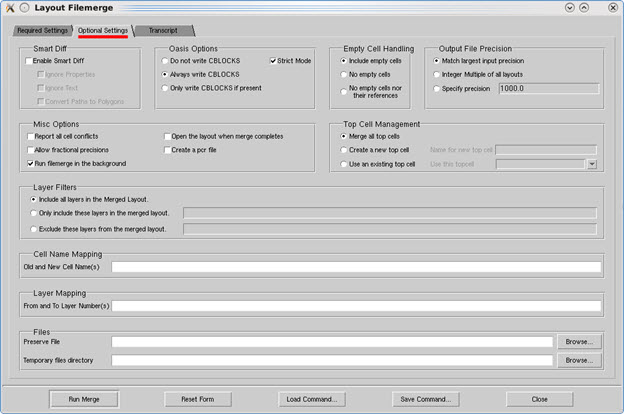 Layout Filemerge
Required Settings Optional Settings Transcript
Smart Diff
Enable Smart Diff
Ignore Properties
Ignore Text
Convert Paths to Polygons
Oasis Options
Do not write CBLOCKS
Strict Mode
Always write CBLOCKS
Only write CBLOCKS if present
Empty Cell Handling
Include empty cells
No empty cells
No empty cells nor
their references
Output File Precision
Match largest input precision
Integer Multiple of all layouts
Specify precision 1000.0
Misc Options
Report all cell conflicts
Open the layout when merge completes
Allow fractional precisions
Create a pcr file
Run filemerge in the background
Top Cell Management
Merge all top cells
Create a new top cell Name for new top cell
Use an existing top cell Use this topcell
Layer Filters
Include all layers in the Merged Layout.
Only include these layers in the merged layout.
Exclude these layers from the merged layout.
Cell Name Mapping
Old and New Cell Name(s)
Layer Mapping
From and To Layer Number(s)
Files
Preserve File Browse...
Temporary files directory Browse...
Run Merge Reset Form Load Command... Save Command... Close